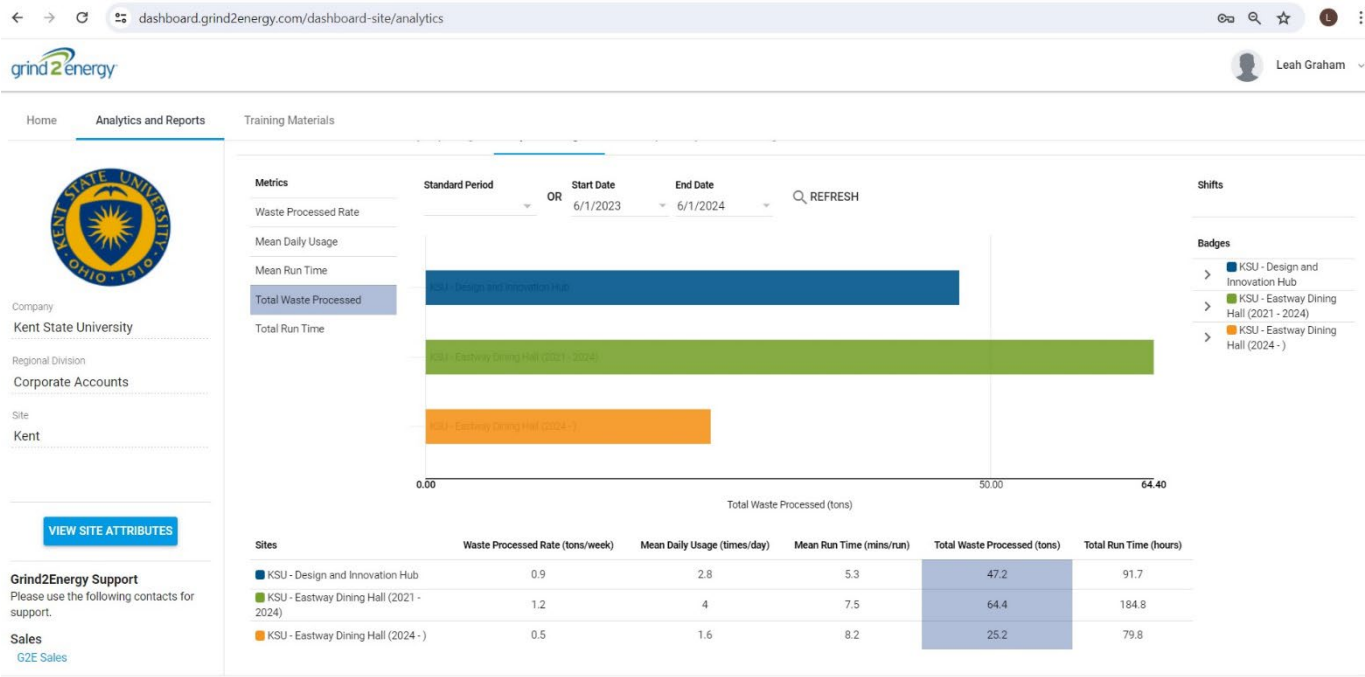 dashboard.grind2energy.com/dashboard-site/analytics
L
grind2energy
Leah Graham
Home Analytics and Reports Training Materials
KENT STATE UNIVERSITY
OHIO · 1910
Company
Kent State University
Regional Division
Corporate Accounts
Site
Kent
VIEW SITE ATTRIBUTES
Grind2Energy Support
Please use the following contacts for
support.
Sales
G2E Sales
Metrics
Waste Processed Rate
Mean Daily Usage
Mean Run Time
Total Waste Processed
Total Run Time
Standard Period OR Start Date End Date
6/1/2023 6/1/2024 REFRESH
KSU - Design and Innovation Hub
KSU - Eastway Dining Hall (2021 - 2024)
KSU - Eastway Dining Hall (2024 - )
0.00 50.00 64.40
Total Waste Processed (tons)
Shifts
Badges
KSU - Design and
Innovation Hub
KSU - Eastway Dining
Hall (2021 - 2024)
KSU - Eastway Dining
Hall (2024 - )
Sites Waste Processed Rate (tons/week) Mean Daily Usage (times/day) Mean Run Time (mins/run) Total Waste Processed (tons) Total Run Time (hours)
KSU - Design and Innovation Hub 0.9 2.8 5.3 47.2 91.7
KSU - Eastway Dining Hall (2021 -
2024) 1.2 4 7.5 64.4 184.8
KSU - Eastway Dining Hall (2024 - ) 0.5 1.6 8.2 25.2 79.8